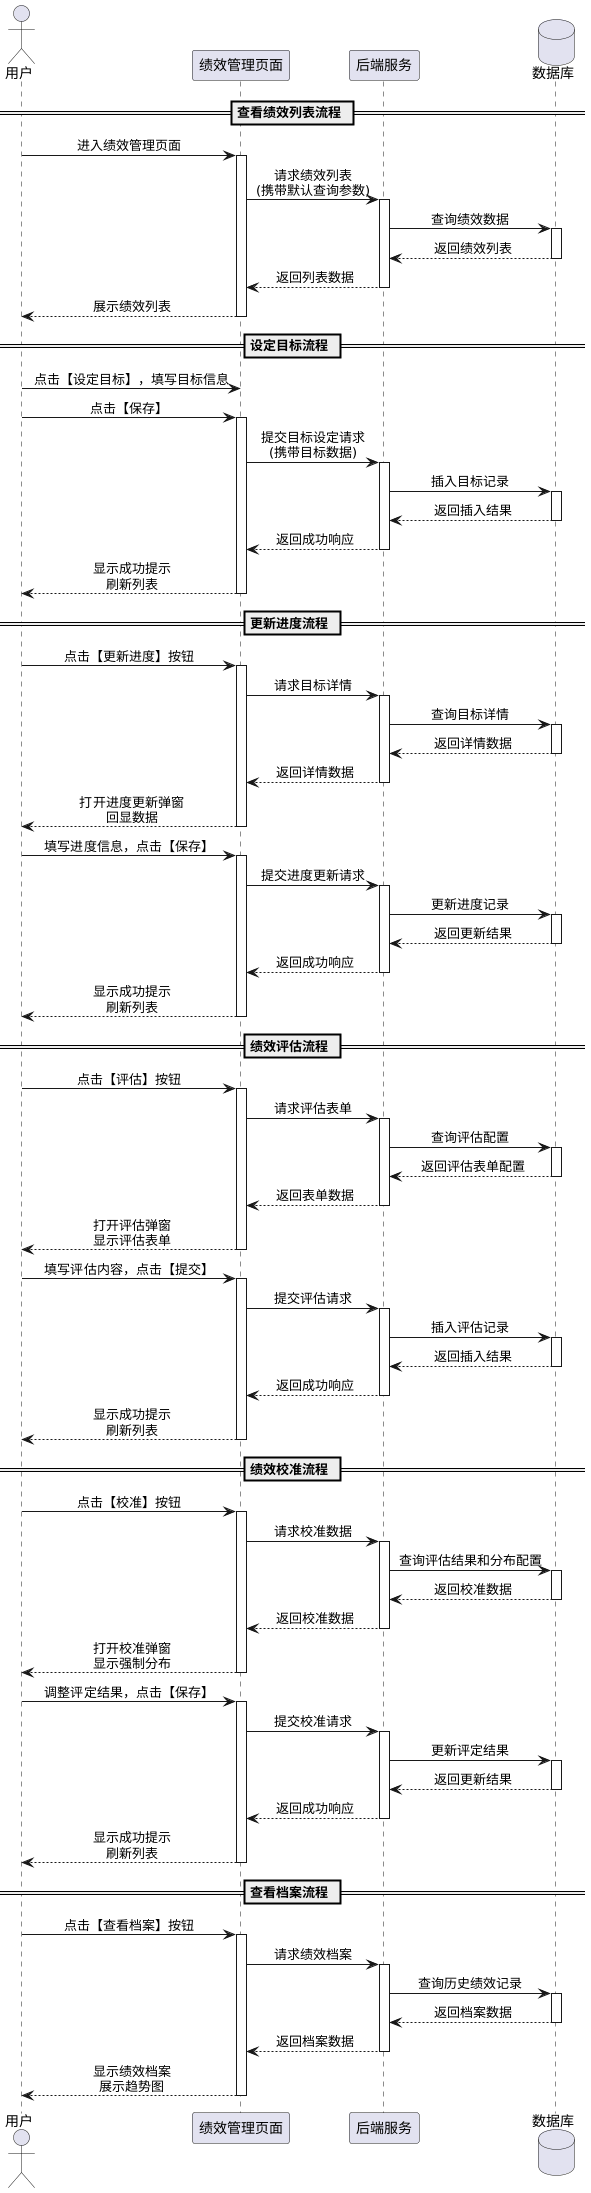 用户
绩效管理页面
后端服务
数据库
查看绩效列表流程
进入绩效管理页面
请求绩效列表
(携带默认查询参数)
查询绩效数据
返回绩效列表
返回列表数据
展示绩效列表
设定目标流程
点击【设定目标】，填写目标信息
点击【保存】
提交目标设定请求
(携带目标数据)
插入目标记录
返回插入结果
返回成功响应
显示成功提示
刷新列表
更新进度流程
点击【更新进度】按钮
请求目标详情
查询目标详情
返回详情数据
返回详情数据
打开进度更新弹窗
回显数据
填写进度信息，点击【保存】
提交进度更新请求
更新进度记录
返回更新结果
返回成功响应
显示成功提示
刷新列表
绩效评估流程
点击【评估】按钮
请求评估表单
查询评估配置
返回评估表单配置
返回表单数据
打开评估弹窗
显示评估表单
填写评估内容，点击【提交】
提交评估请求
插入评估记录
返回插入结果
返回成功响应
显示成功提示
刷新列表
绩效校准流程
点击【校准】按钮
请求校准数据
查询评估结果和分布配置
返回校准数据
返回校准数据
打开校准弹窗
显示强制分布
调整评定结果，点击【保存】
提交校准请求
更新评定结果
返回更新结果
返回成功响应
显示成功提示
刷新列表
查看档案流程
点击【查看档案】按钮
请求绩效档案
查询历史绩效记录
返回档案数据
返回档案数据
显示绩效档案
展示趋势图
用户
绩效管理页面
后端服务
数据库